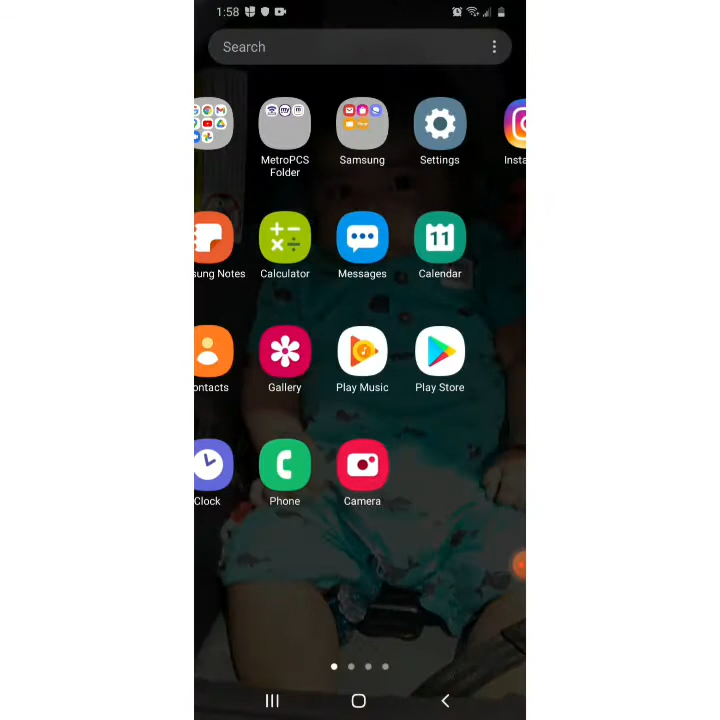 1:58
Search
MetroPCS
Folder
Samsung
Settings
Insta
sung Notes
Calculator
Messages
11
Calendar
ontacts
Gallery
Play Music
Play Store
Clock
Phone
Camera